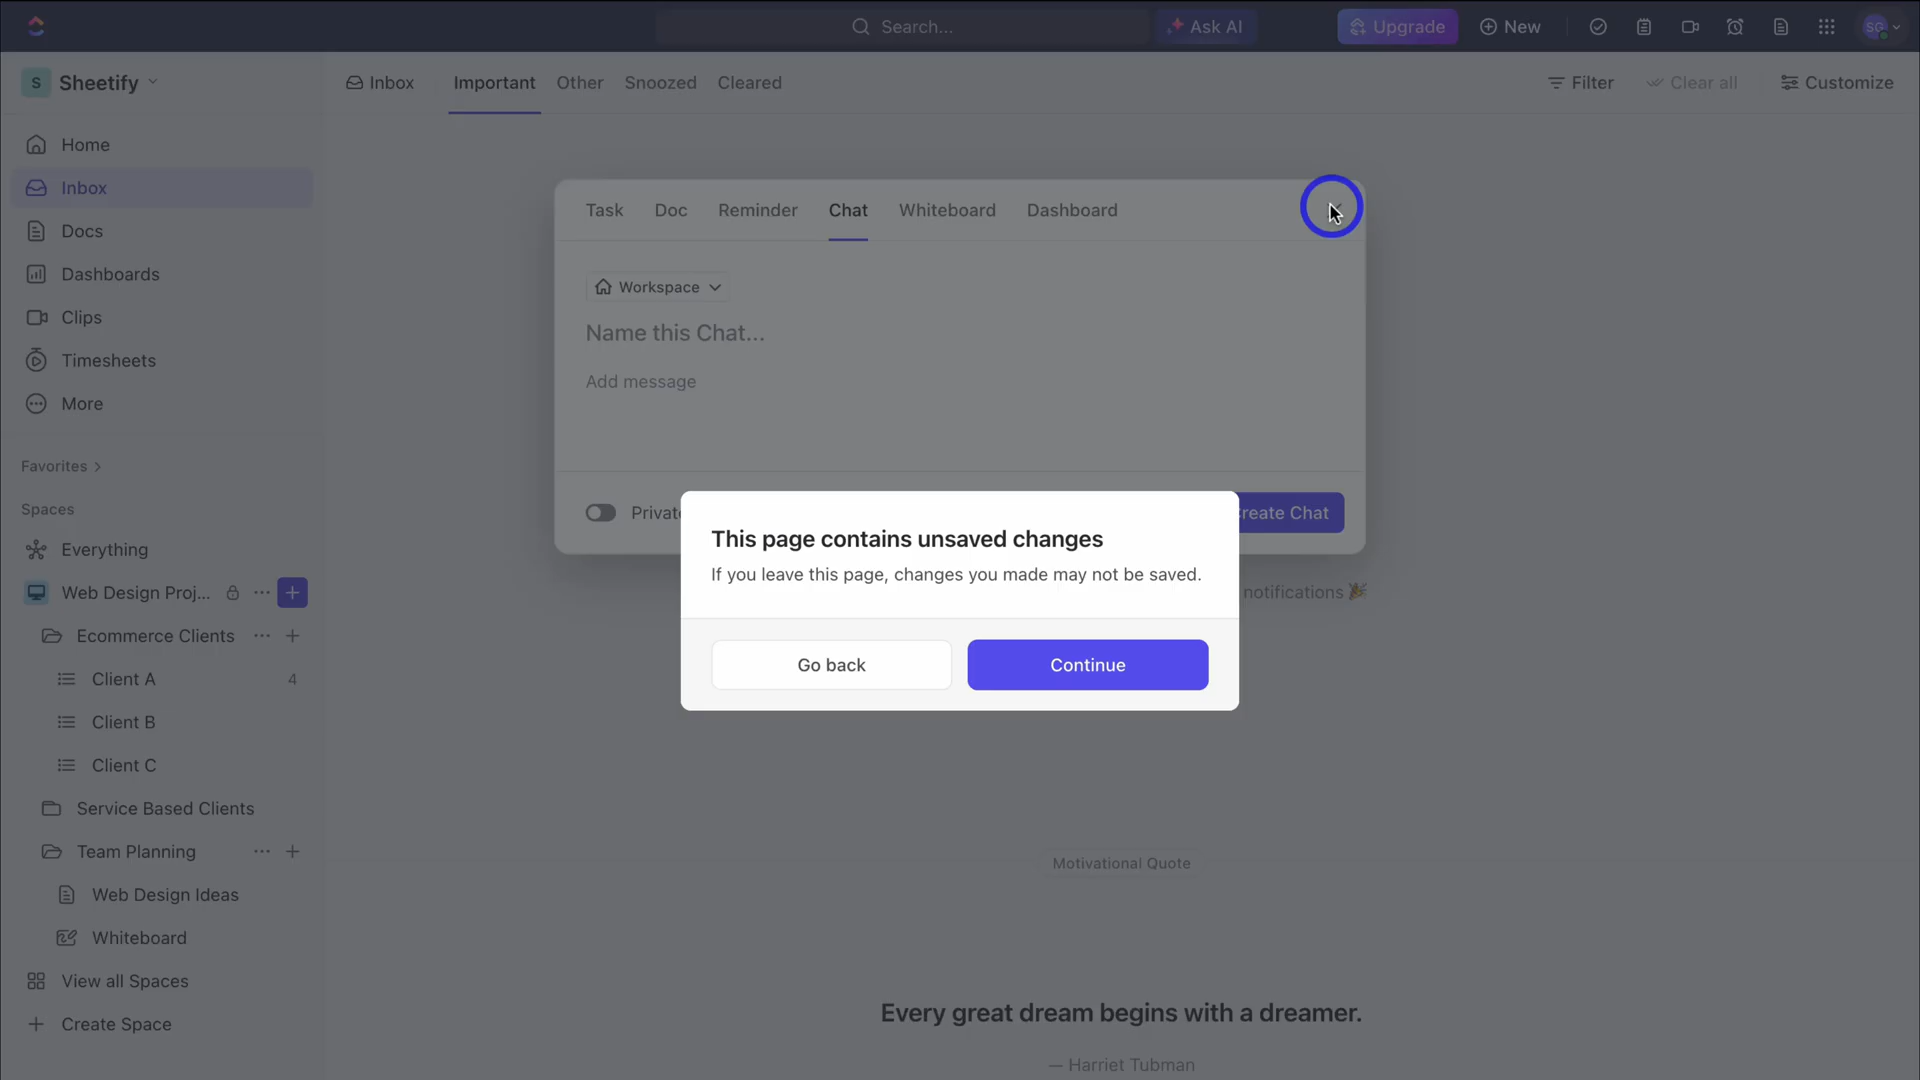 Search...
Ask AI
Upgrade
New
SG
S
Sheetify
Inbox
Important
Other
Snoozed
Cleared
Filter
Clear all
Customize
Home
Inbox
Docs
Dashboards
Clips
Timesheets
More
Favorites
Spaces
Everything
Web Design Proj...
Ecommerce Clients
Client A
4
Client B
Client C
Service Based Clients
Team Planning
Web Design Ideas
Whiteboard
View all Spaces
Create Space
Task
Doc
Reminder
Chat
Whiteboard
Dashboard
Workspace
Name this Chat...
Add message
Private
Create Chat
This page contains unsaved changes
If you leave this page, changes you made may not be saved.
Go back
Continue
notifications 🎉
Motivational Quote
Every great dream begins with a dreamer.
— Harriet Tubman